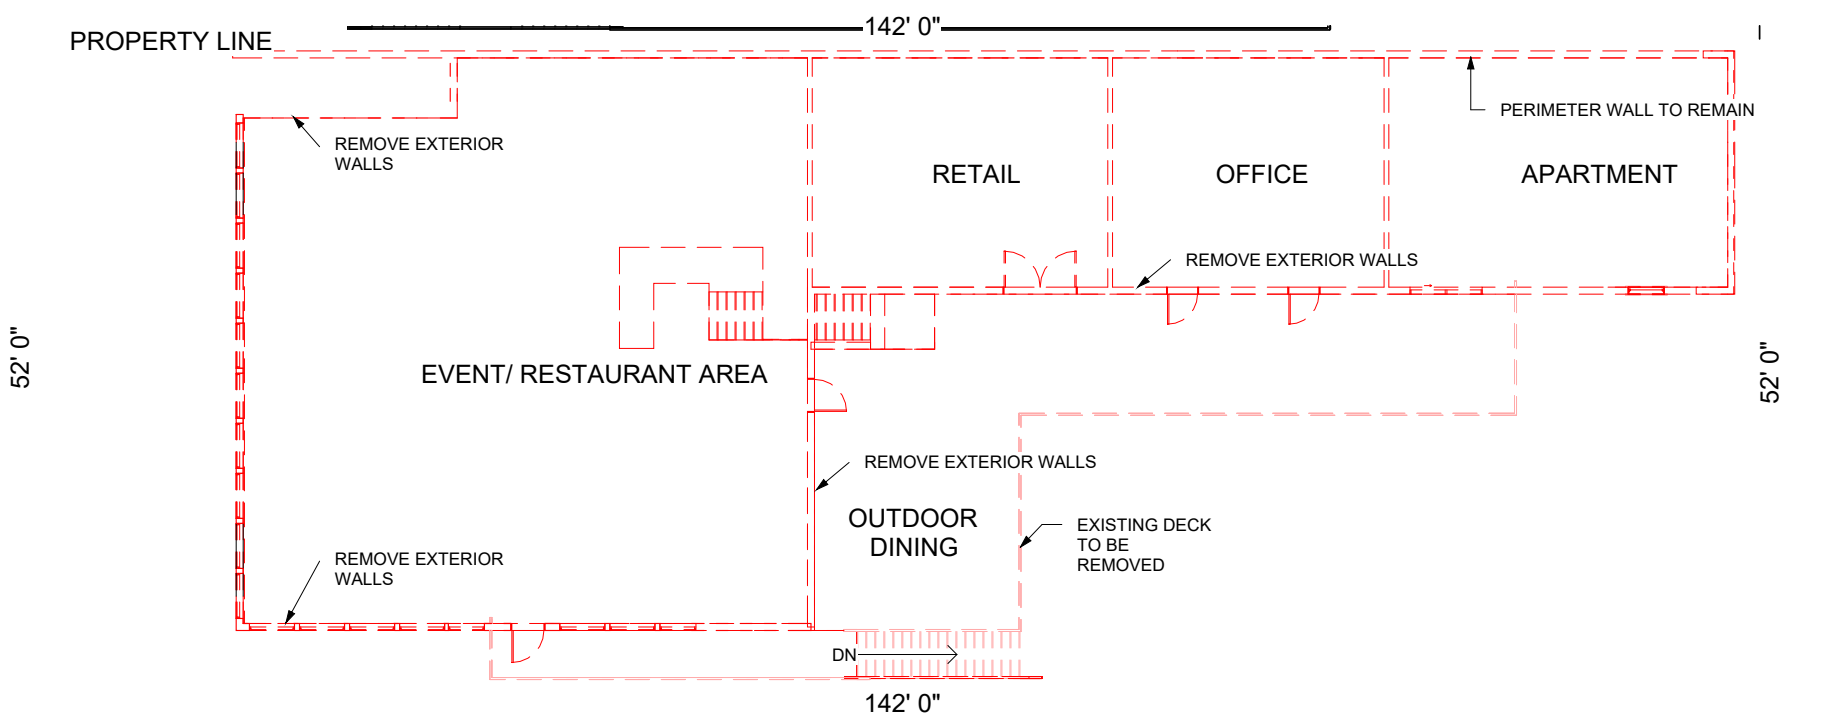 142' 0"
PROPERTY LINE
PERIMETER WALL TO REMAIN
REMOVE EXTERIOR
WALLS
RETAIL
OFFICE
APARTMENT
REMOVE EXTERIOR WALLS
52' 0"
52' 0"
EVENT/ RESTAURANT AREA
REMOVE EXTERIOR WALLS
OUTDOOR
DINING
EXISTING DECK
TO BE
REMOVED
REMOVE EXTERIOR
WALLS
DN
142' 0"